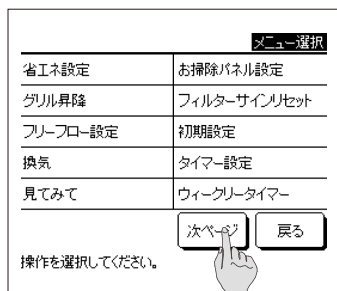 メニュー選択
省エネ設定 お掃除パネル設定
グリル昇降 フィルターサインリセット
フリーフロー設定 初期設定
換気 タイマー設定
見てみて ウィークリータイマー
次ページ 戻る
操作を選択してください。